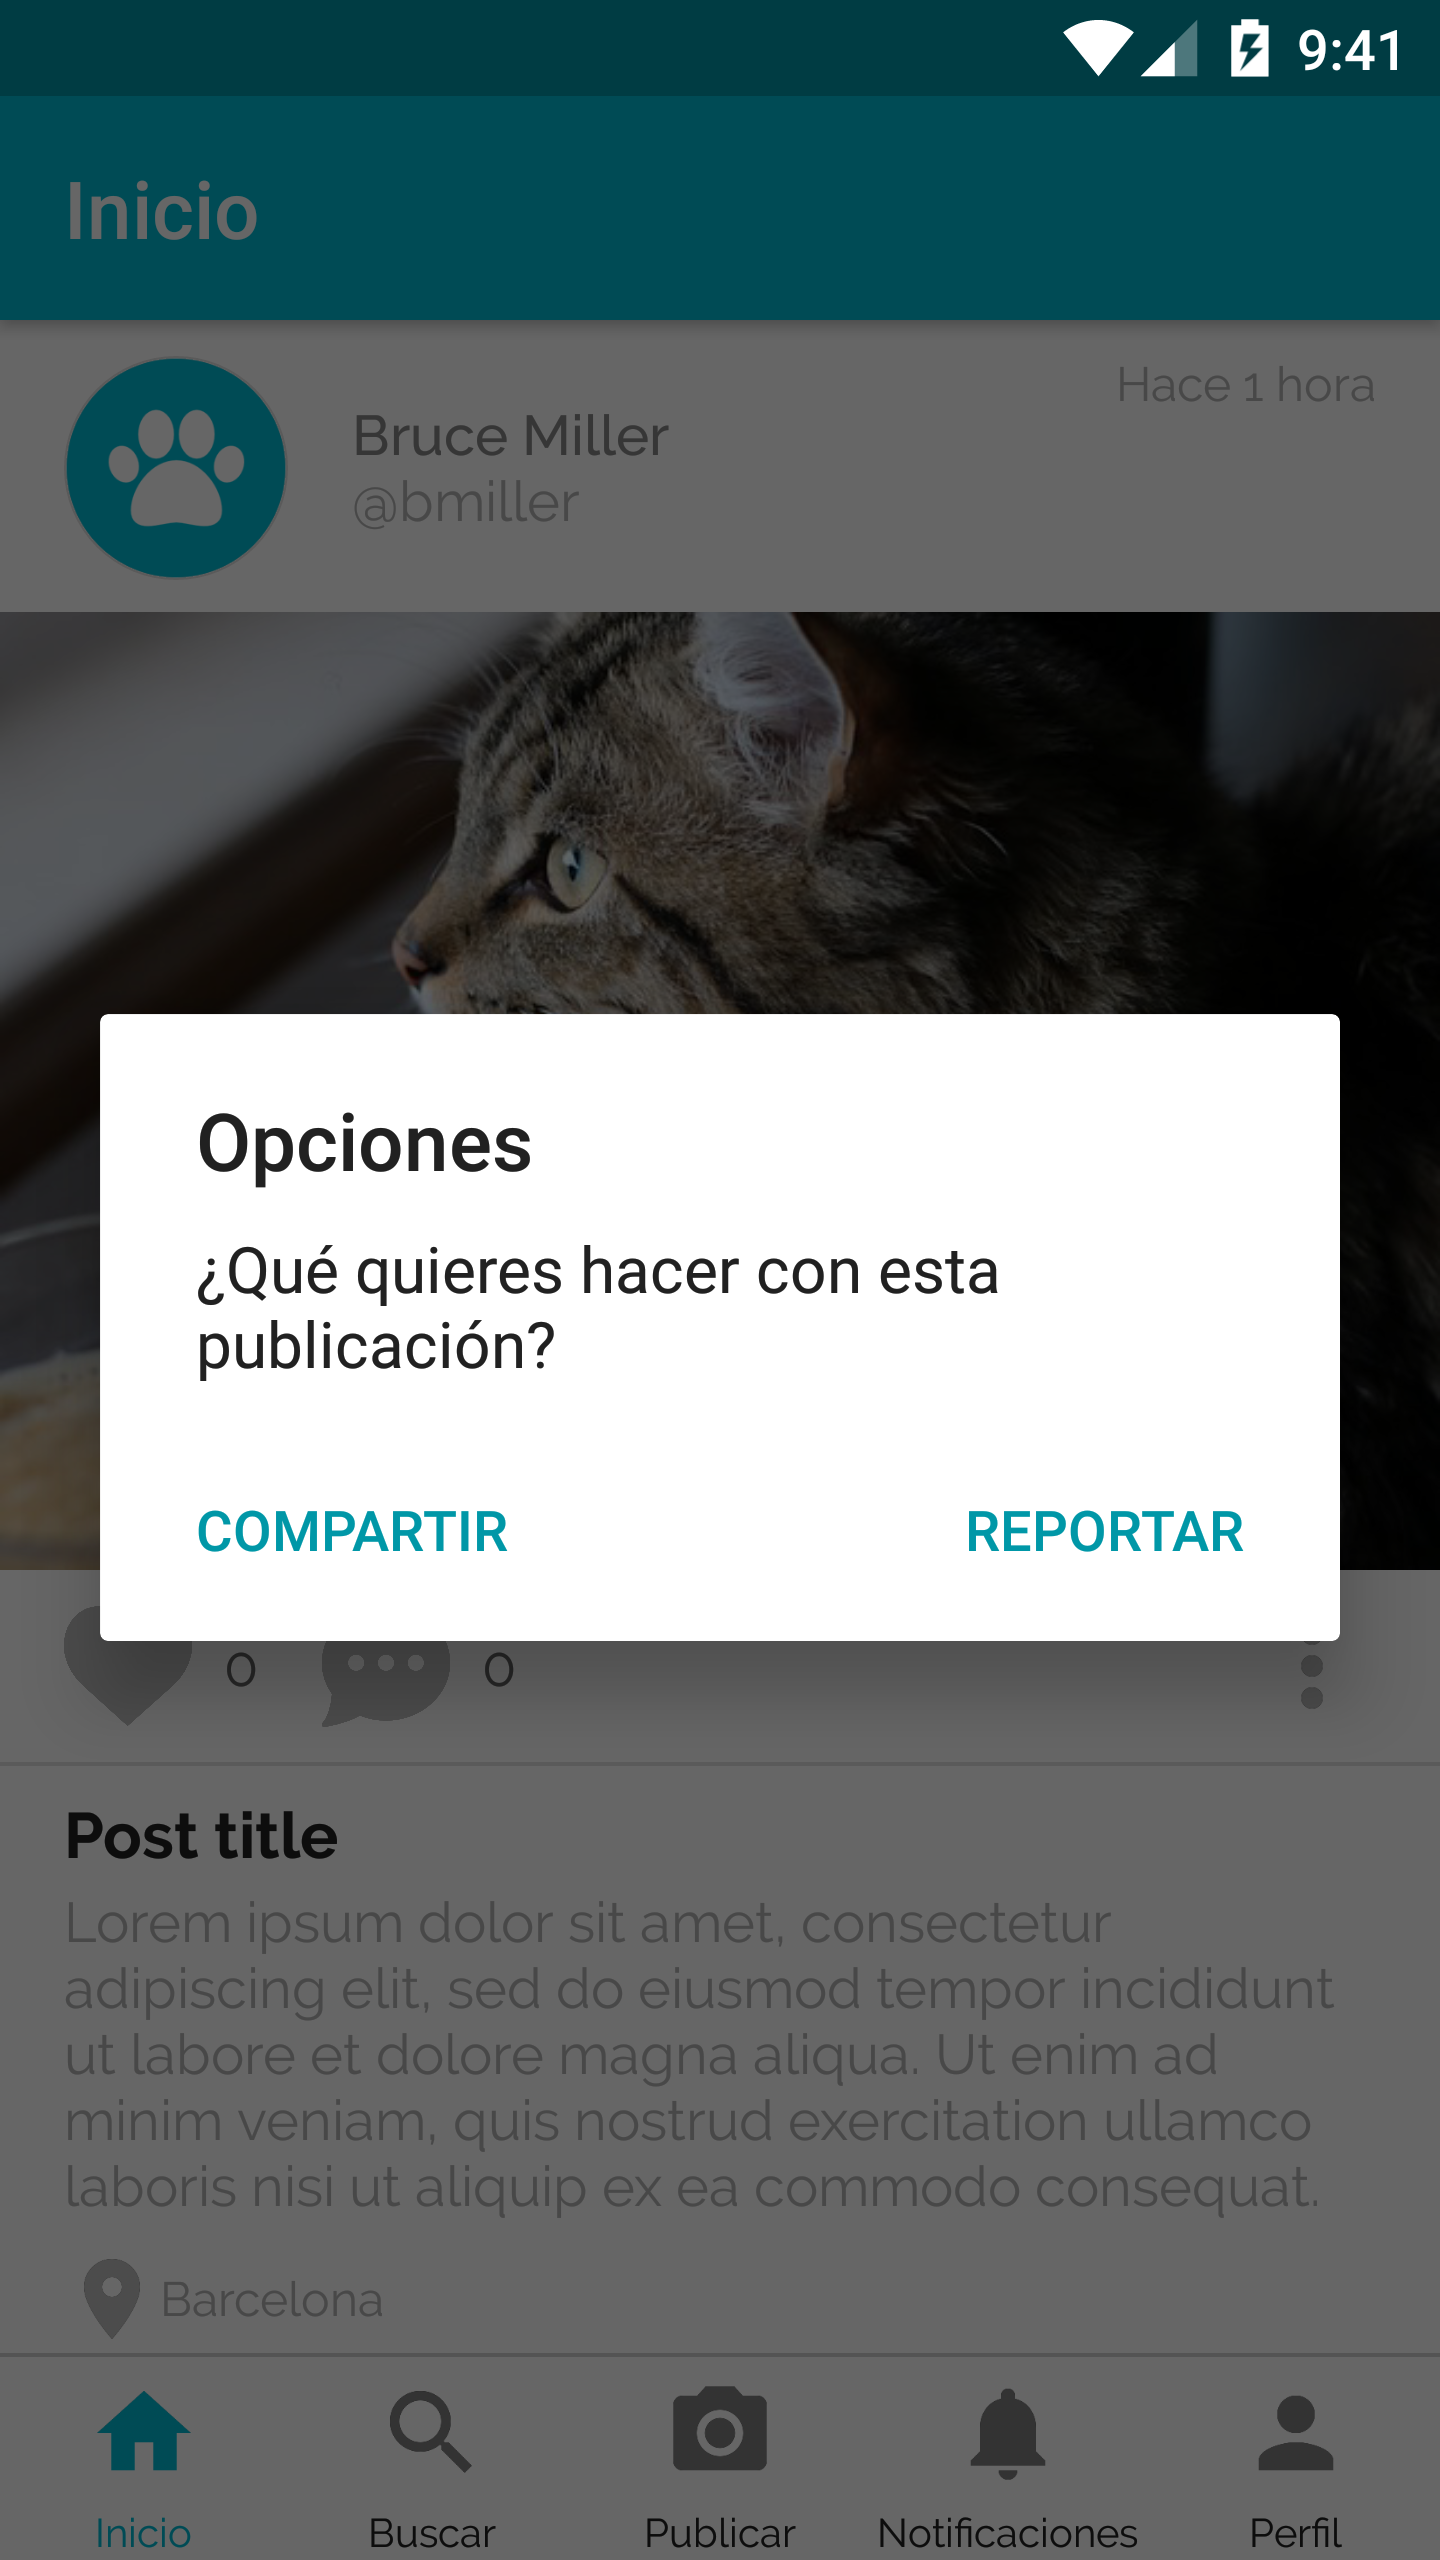 9:41
Inicio
Hace 1 hora
Bruce Miller
@bmiller
Opciones
¿Qué quieres hacer con esta
publicación?
COMPARTIR REPORTAR
0 0
Post title
Lorem ipsum dolor sit amet, consectetur
adipiscing elit, sed do eiusmod tempor incididunt
ut labore et dolore magna aliqua. Ut enim ad
minim veniam, quis nostrud exercitation ullamco
laboris nisi ut aliquip ex ea commodo consequat.
Barcelona
Inicio Buscar Publicar Notificaciones Perfil